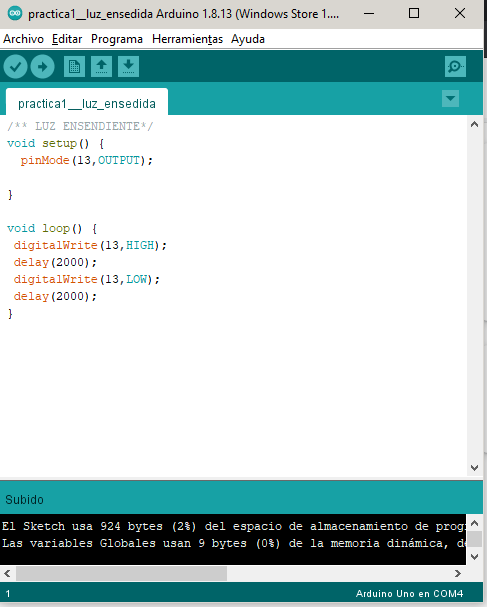 practica1__luz_ensedida Arduino 1.8.13 (Windows Store 1....
Archivo Editar Programa Herramientas Ayuda
practica1__luz_ensedida
/** LUZ ENSENDIENTE*/
void setup() {
  pinMode(13,OUTPUT);

}

void loop() {
 digitalWrite(13,HIGH);
 delay(2000);
 digitalWrite(13,LOW);
 delay(2000);
}
Subido
El Sketch usa 924 bytes (2%) del espacio de almacenamiento de prog
Las variables Globales usan 9 bytes (0%) de la memoria dinámica, de
1
Arduino Uno en COM4